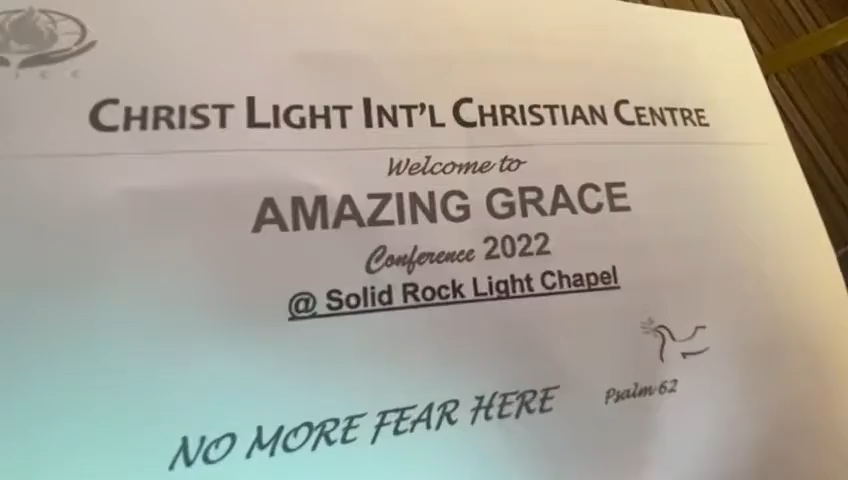 CHRIST LIGHT INT'L CHRISTIAN CENTRE
Welcome to
AMAZING GRACE
Conference 2022
@ Solid Rock Light Chapel
Psalm 62
NO MORE FEAR HERE